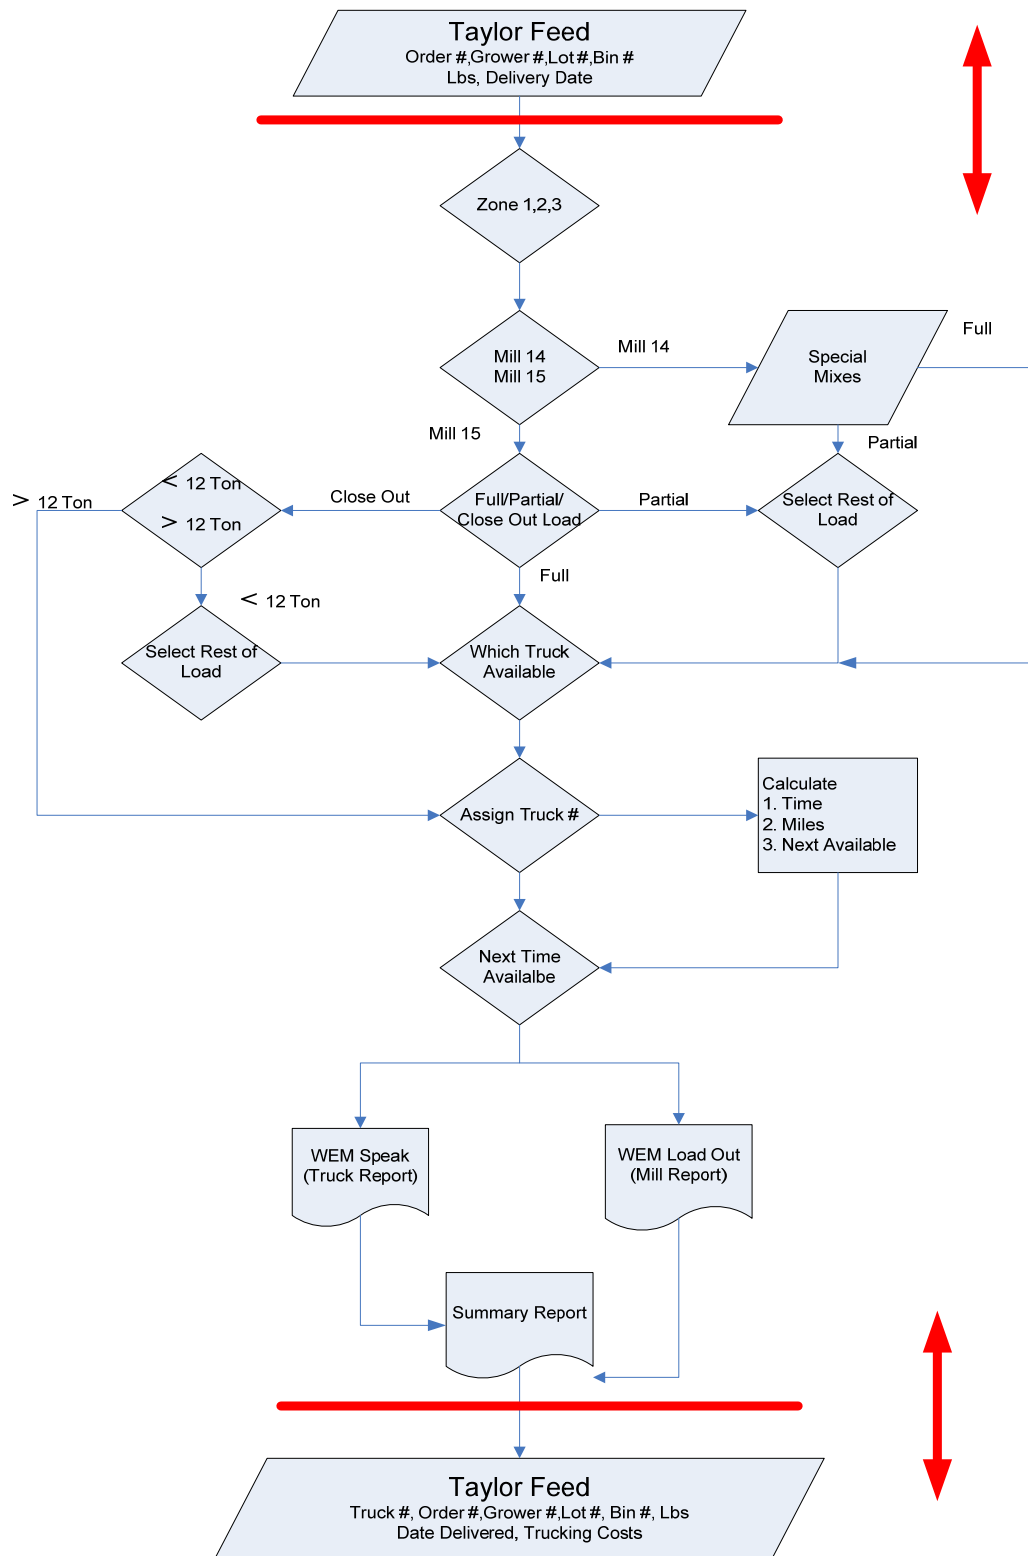 Taylor Feed
Order #,Grower #,Lot #,Bin #
Lbs, Delivery Date
Zone 1,2,3
Mill 14
Mill 15
Mill 14
Special
Mixes
Full
Mill 15
Partial
> 12 Ton
< 12 Ton
> 12 Ton
Close Out
Full/Partial/
Close Out Load
Partial
Select Rest of
Load
Full
< 12 Ton
Select Rest of
Load
Which Truck
Available
Assign Truck #
Calculate
1. Time
2. Miles
3. Next Available
Next Time
Availalbe
WEM Speak
(Truck Report)
WEM Load Out
(Mill Report)
Summary Report
Taylor Feed
Truck #, Order #,Grower #,Lot #, Bin #, Lbs
Date Delivered, Trucking Costs